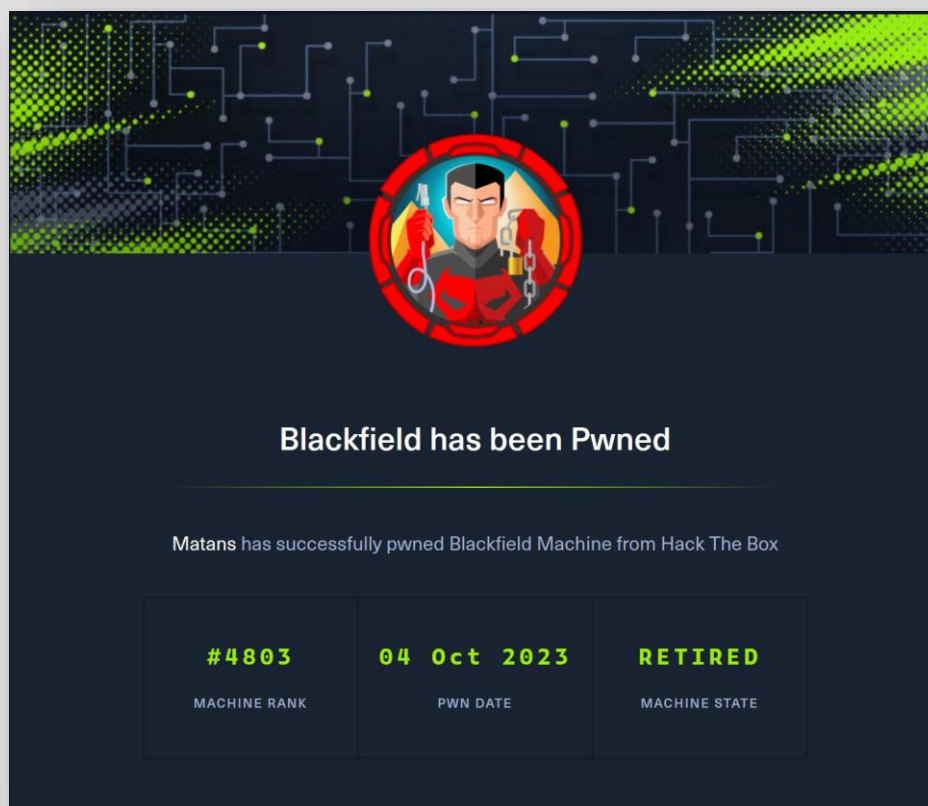 Blackfield has been Pwned
Matans has successfully pwned Blackfield Machine from Hack The Box
#4803 04 Oct 2023 RETIRED
MACHINE RANK PWN DATE MACHINE STATE